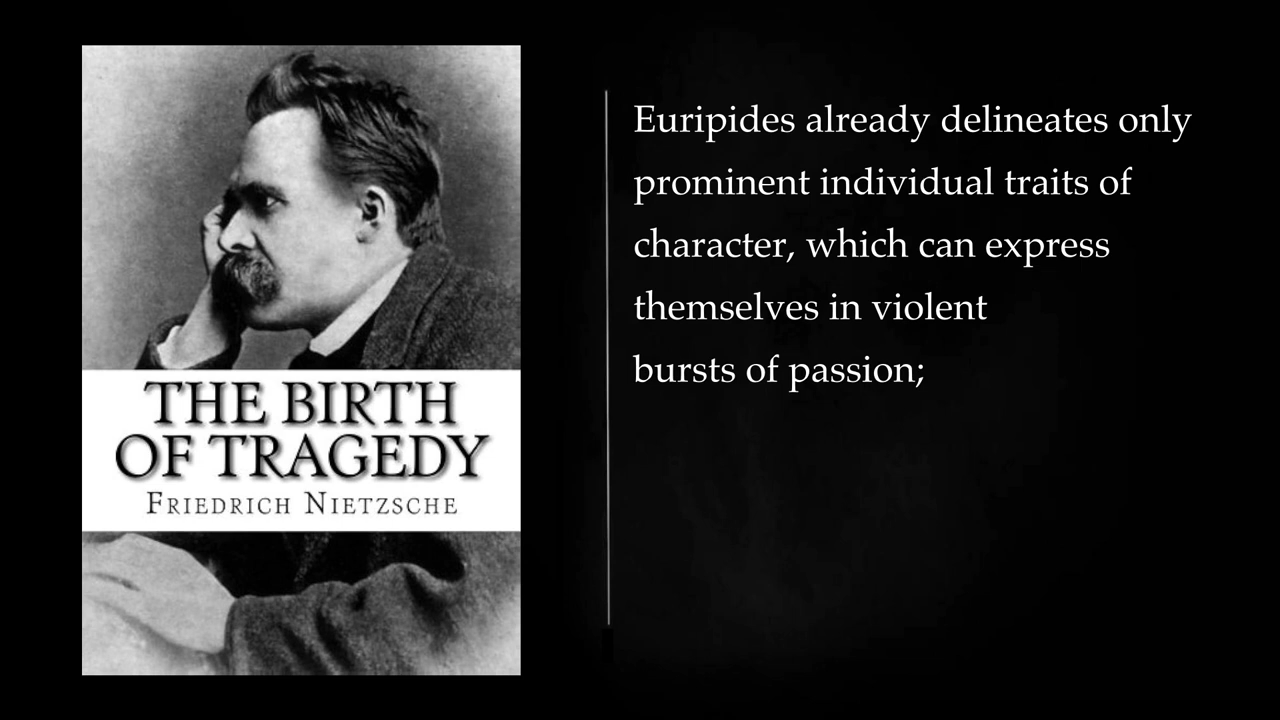 THE BIRTH
OF TRAGEDY
FRIEDRICH NIETZSCHE
Euripides already delineates only
prominent individual traits of
character, which can express
themselves in violent
bursts of passion;